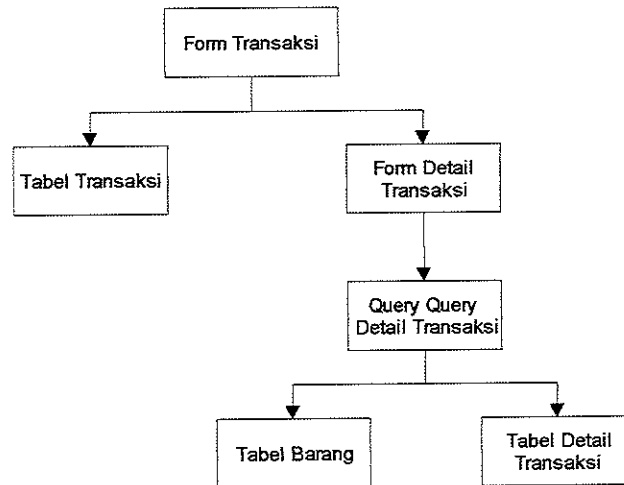 Form Transaksi
Tabel Transaksi
Form Detail
Transaksi
Query Query
Detail Transaksi
Tabel Barang
Tabel Detail
Transaksi